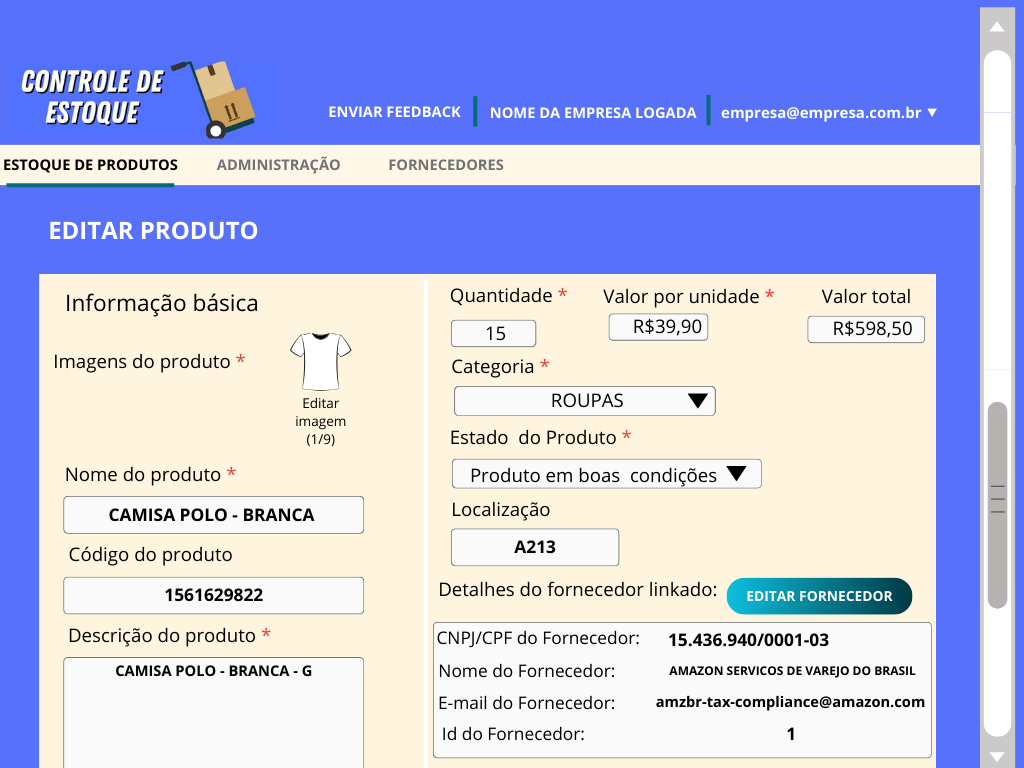 CONTROLE DE
ESTOQUE
ENVIAR FEEDBACK
NOME DA EMPRESA LOGADA
empresa@empresa.com.br ▼
ESTOQUE DE PRODUTOS
ADMINISTRAÇÃO
FORNECEDORES
EDITAR PRODUTO
Informação básica
Imagens do produto *
Editar
imagem
(1/9)
Nome do produto *
CAMISA POLO - BRANCA
Código do produto
1561629822
Descrição do produto *
CAMISA POLO - BRANCA - G
Quantidade *
15
Valor por unidade *
R$39,90
Valor total
R$598,50
Categoria *
ROUPAS
Estado  do Produto *
Produto em boas  condições
Localização
A213
Detalhes do fornecedor linkado:
EDITAR FORNECEDOR
CNPJ/CPF do Fornecedor: 15.436.940/0001-03
Nome do Fornecedor: AMAZON SERVICOS DE VAREJO DO BRASIL
E-mail do Fornecedor: amzbr-tax-compliance@amazon.com
Id do Fornecedor: 1